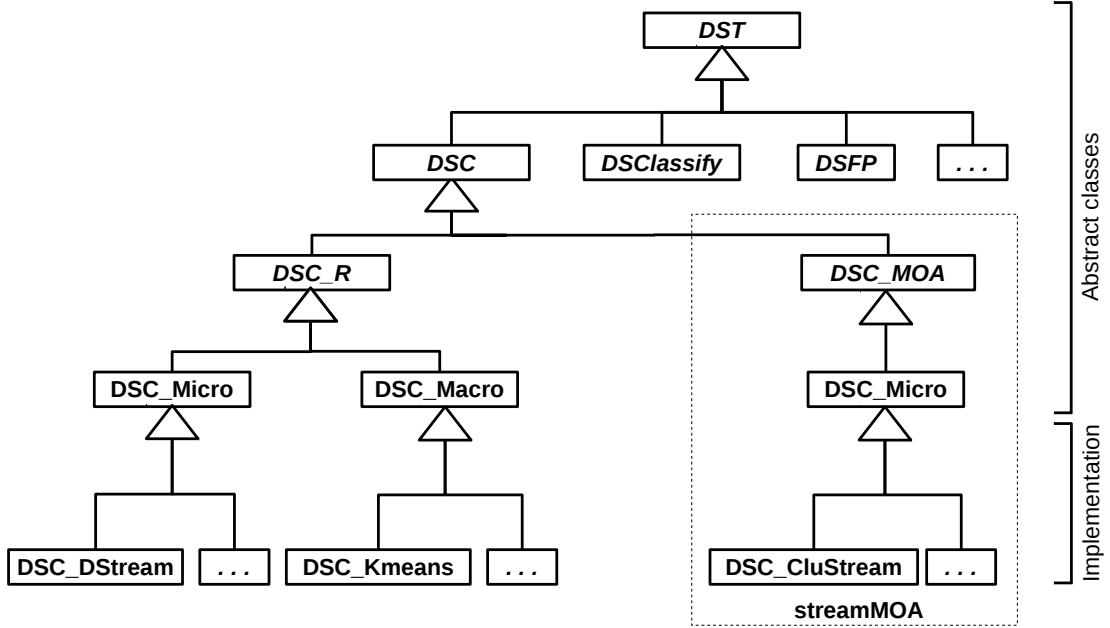 DST
DSC
DSClassify
DSFP
. . .
DSC_R
DSC_MOA
DSC_Micro
DSC_Macro
DSC_Micro
DSC_DStream
. . .
DSC_Kmeans
. . .
DSC_CluStream
. . .
streamMOA
Abstract classes
Implementation